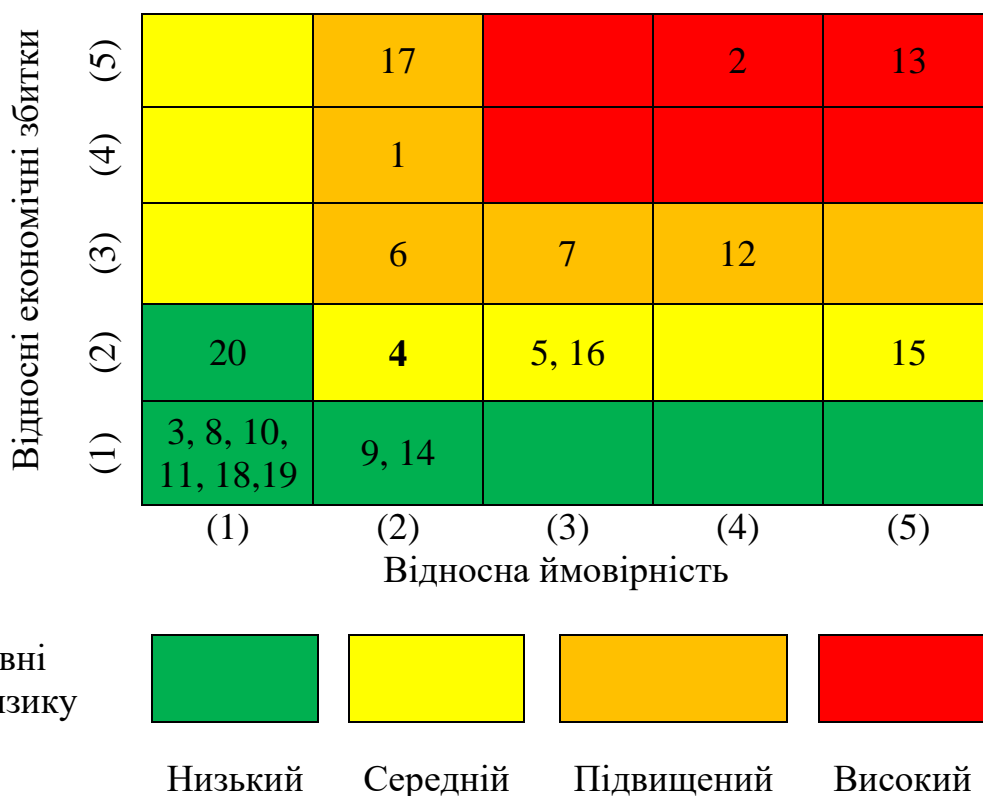 Відносні економічні збитки
(5)
17
2
13
(4)
1
(3)
6
7
12
(2)
20
4
5, 16
15
(1)
3, 8, 10,
11, 18,19
9, 14
(1)
(2)
(3)
(4)
(5)
Відносна ймовірність
вні
изику
Низький
Середній
Підвищений
Високий